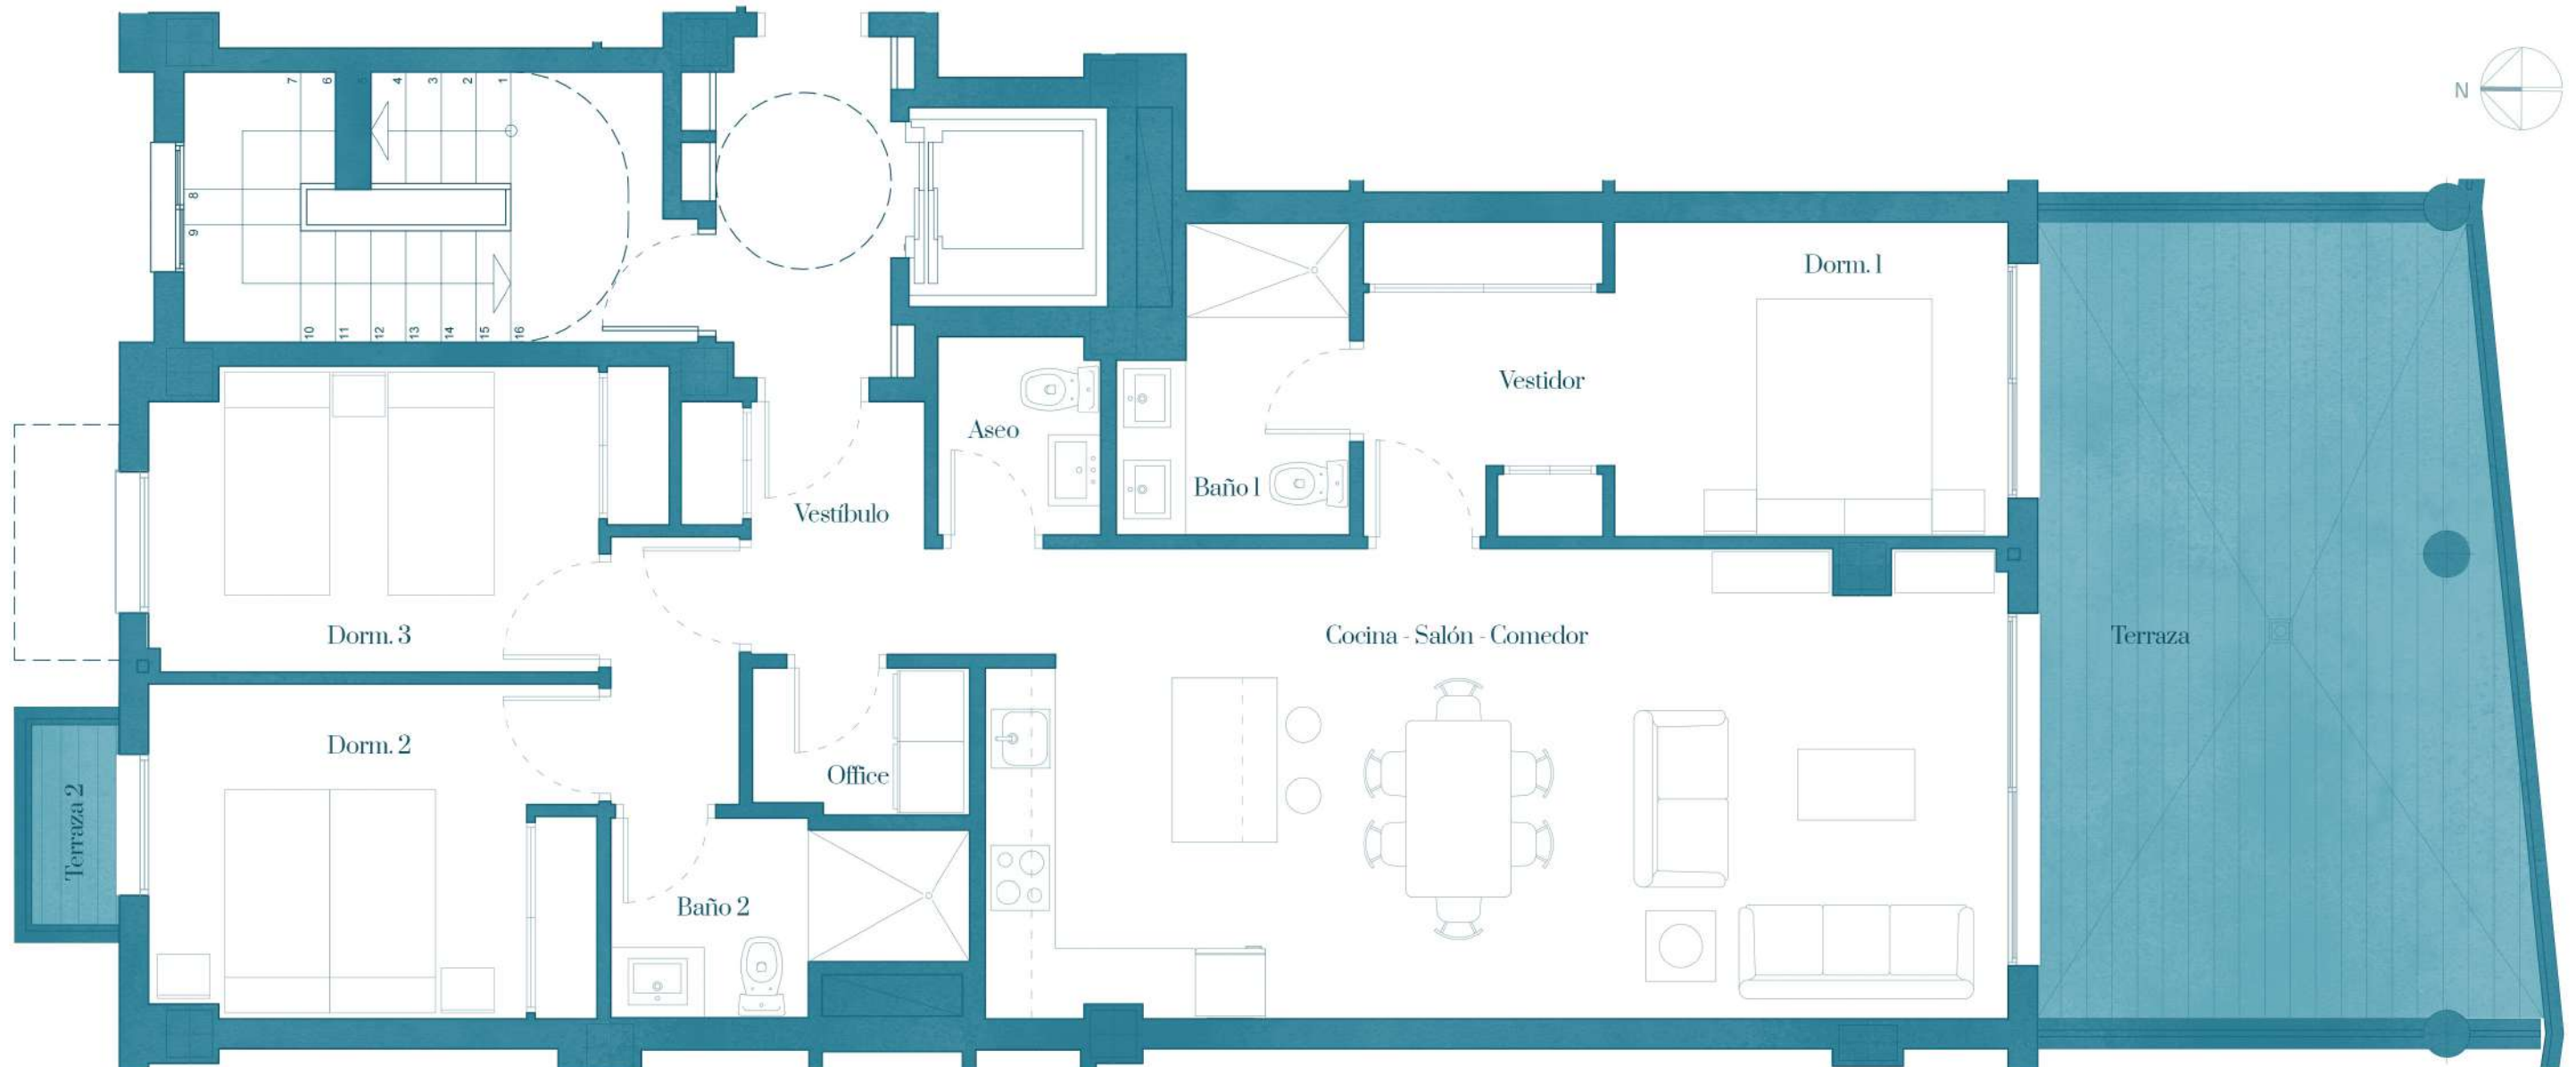 7
6
5
4
3
2
1
N
8
9
10
11
12
13
14
15
16
Dorm. 1
Vestidor
Aseo
Baño 1
Vestíbulo
Dorm. 3
Cocina - Salón - Comedor
Terraza
Dorm. 2
Office
Terraza 2
Baño 2